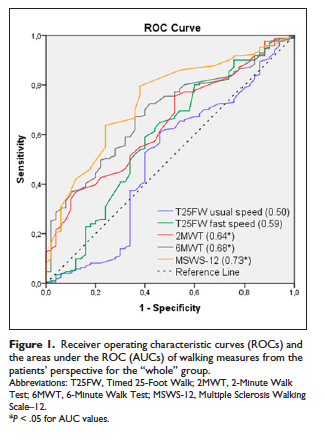 ROC Curve
Sensitivity
1,0
0,8
0,6
0,4
0,2
0,0
T25FW usual speed (0.50)
T25FW fast speed (0.59)
2MWT (0.64*)
6MWT (0.68*)
MSWS-12 (0.73*)
Reference Line
0,0 0,2 0,4 0,6 0,8 1,0
1 - Specificity
Figure 1. Receiver operating characteristic curves (ROCs) and
the areas under the ROC (AUCs) of walking measures from the
patients’ perspective for the “whole” group.
Abbreviations: T25FW, Timed 25-Foot Walk; 2MWT, 2-Minute Walk
Test; 6MWT, 6-Minute Walk Test; MSWS-12, Multiple Sclerosis Walking
Scale–12.
*P < .05 for AUC values.